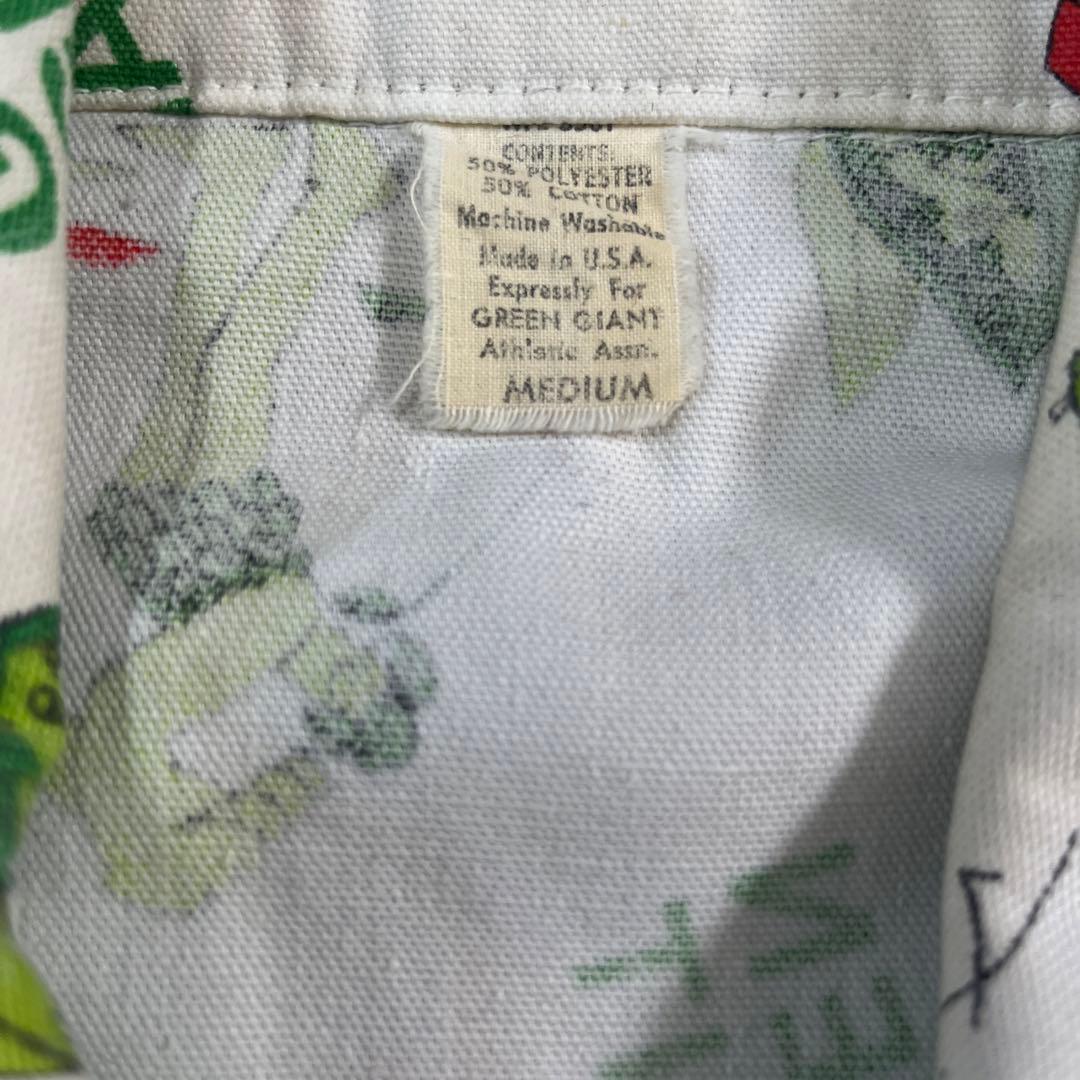 CONTENTS:
50% POLYESTER
50% COTTON
Machine Washable
Made in U.S.A.
Expressly For
GREEN GIANT
Athletic Assn.
MEDIUM